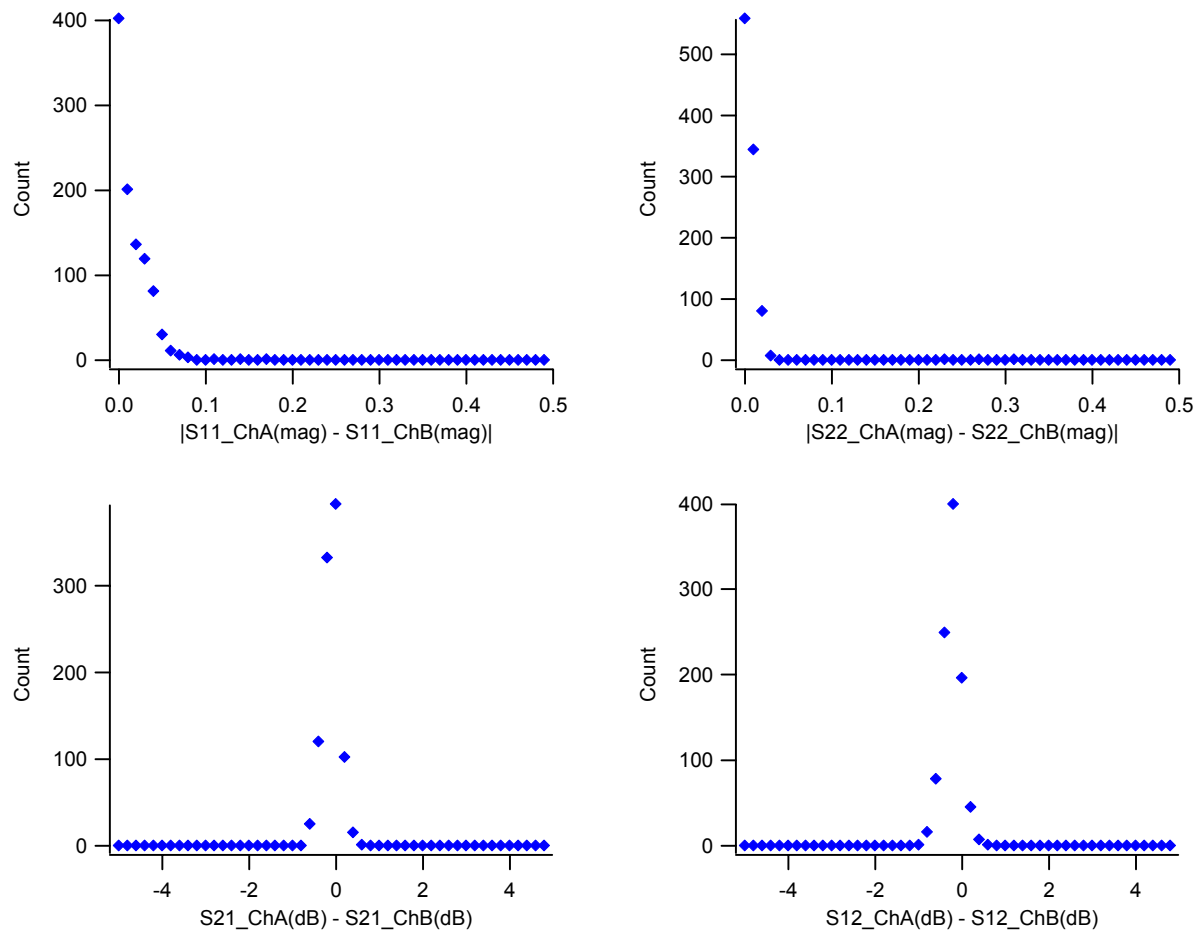 400
300
200
100
0
Count
0.0 0.1 0.2 0.3 0.4 0.5
|S11_ChA(mag) - S11_ChB(mag)|
500
400
300
200
100
0
Count
0.0 0.1 0.2 0.3 0.4 0.5
|S22_ChA(mag) - S22_ChB(mag)|
300
200
100
0
Count
-4 -2 0 2 4
S21_ChA(dB) - S21_ChB(dB)
400
300
200
100
0
Count
-4 -2 0 2 4
S12_ChA(dB) - S12_ChB(dB)